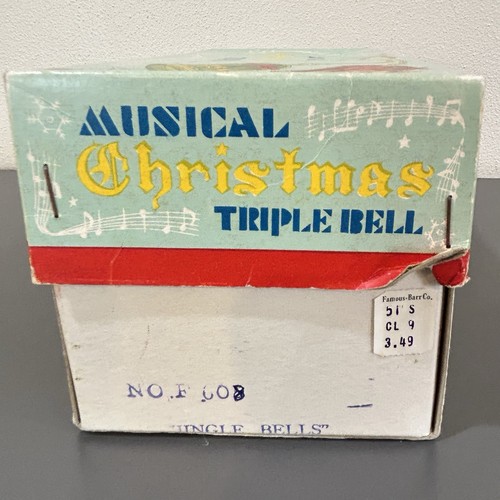 MUSICAL
Christmas
TRIPLE BELL
Famous-Barr Co.
51 S
CL 9
3.49
NO.F 608
"JINGLE BELLS"